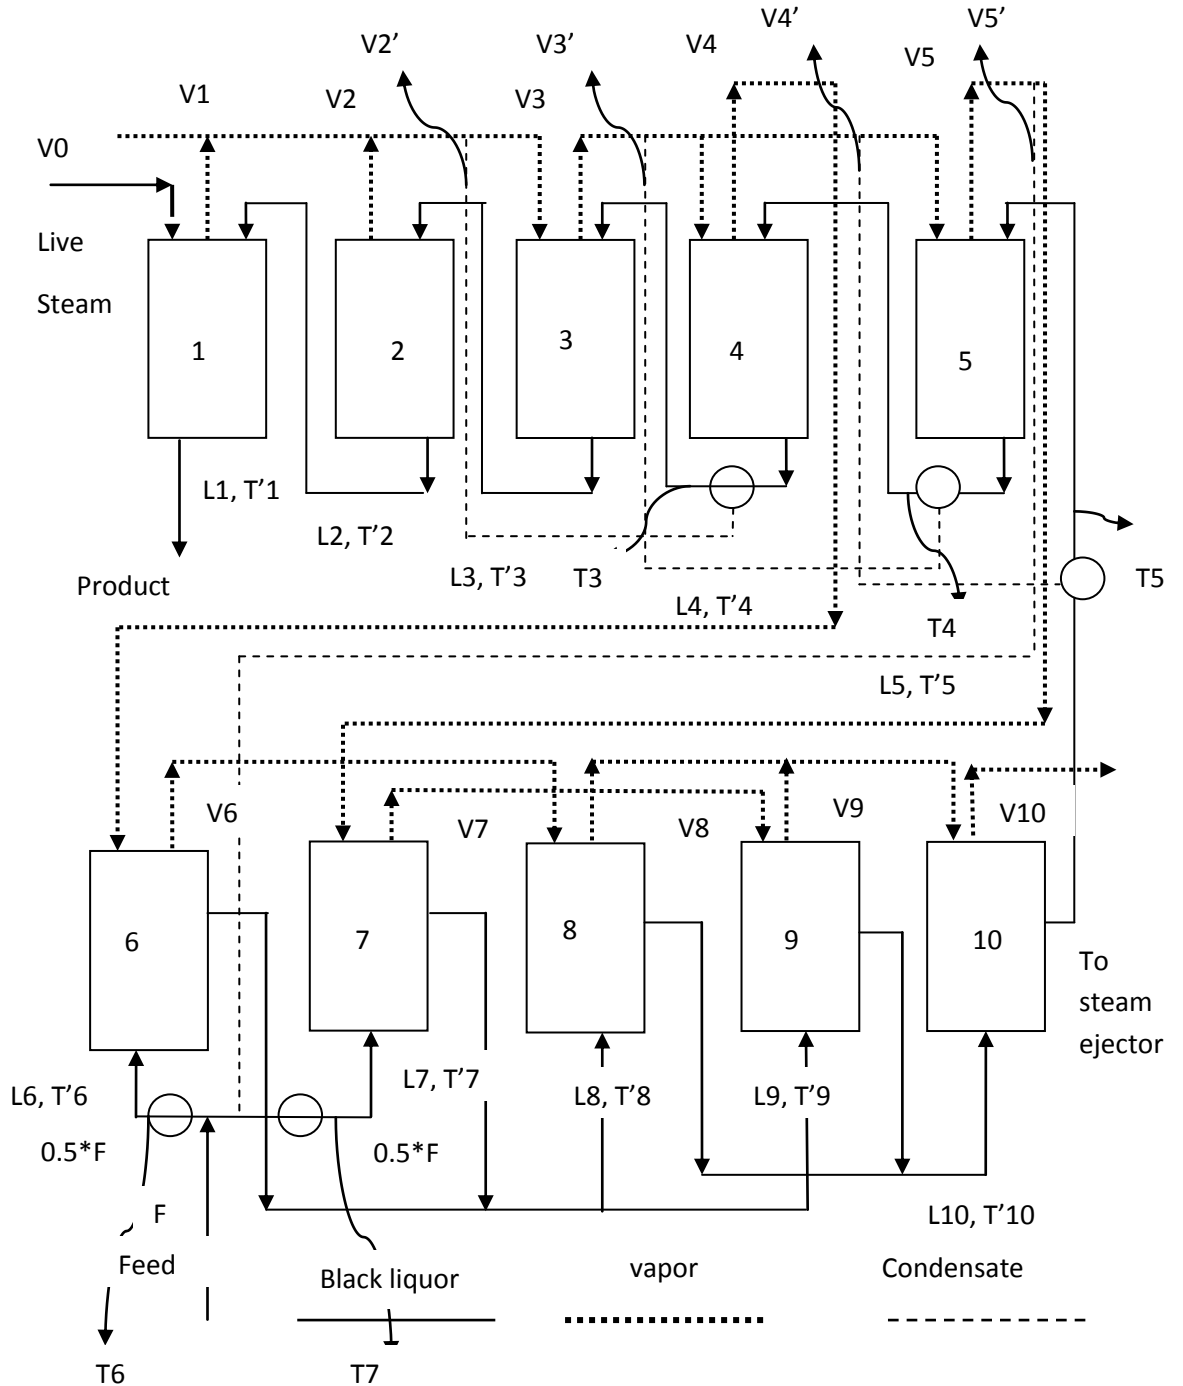 V2’
V3’
V4
V4’
V5’
V1
V2
V3
V5
V0
Live
Steam
1
2
3
4
5
L1, T’1
L2, T’2
L3, T’3
T3
L4, T’4
T4
T5
Product
L5, T’5
V6
V7
V8
V9
V10
6
7
8
9
10
To
steam
ejector
L6, T’6
L7, T’7
L8, T’8
L9, T’9
0.5*F
0.5*F
F
Feed
L10, T’10
Black liquor
vapor
Condensate
T6
T7